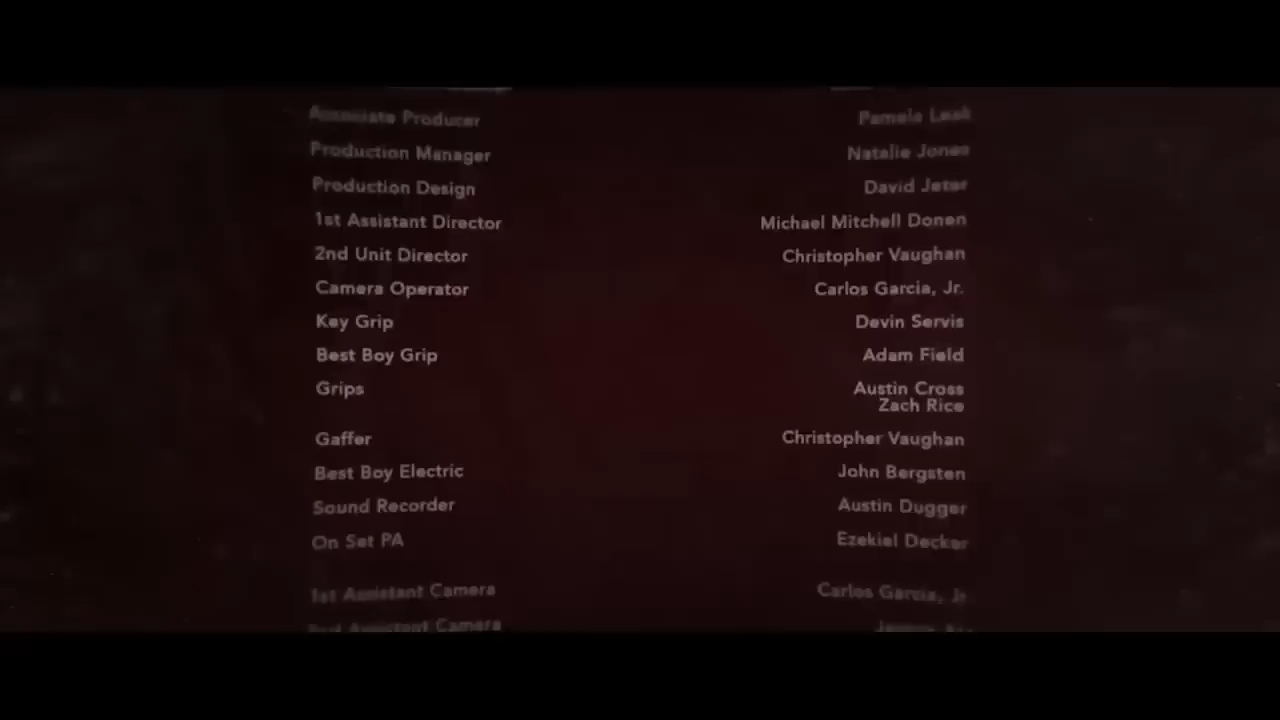 Associate Producer Pamela Leak
Production Manager Natalie Jones
Production Design David Jeter
1st Assistant Director Michael Mitchell Donen
2nd Unit Director Christopher Vaughan
Camera Operator Carlos Garcia, Jr.
Key Grip Devin Servis
Best Boy Grip Adam Field
Grips Austin Cross
Zach Rice
Gaffer Christopher Vaughan
Best Boy Electric John Bergsten
Sound Recorder Austin Dugger
On Set PA Ezekiel Decker
1st Assistant Camera Carlos Garcia, Jr.
2nd Assistant Camera